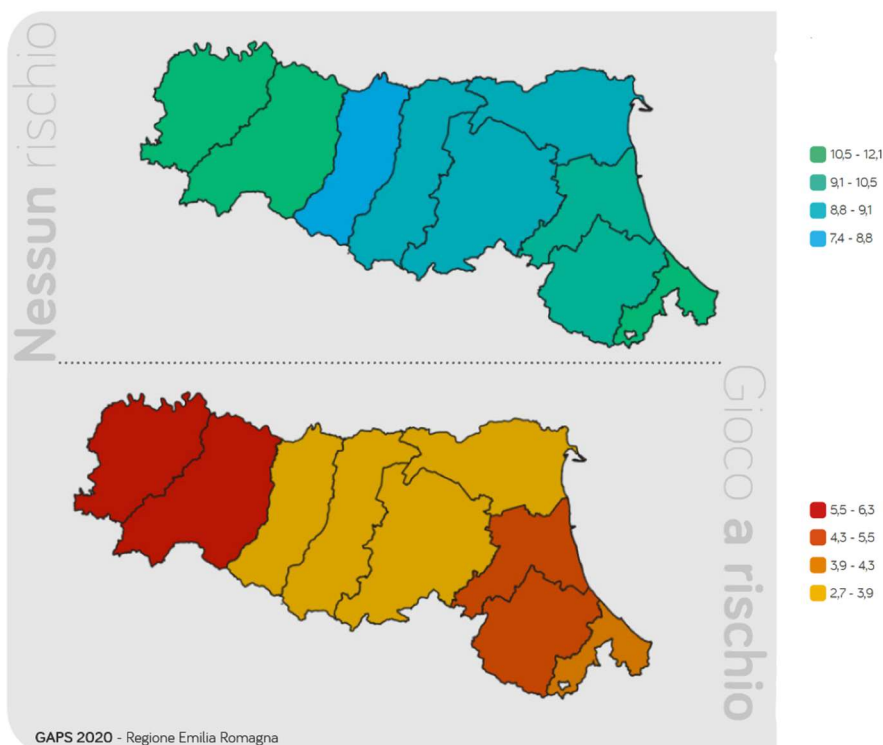 Nessun rischio
10,5 - 12,1
9,1 - 10,5
8,8 - 9,1
7,4 - 8,8
Gioco a rischio
5,5 - 6,3
4,3 - 5,5
3,9 - 4,3
2,7 - 3,9
GAPS 2020 - Regione Emilia Romagna